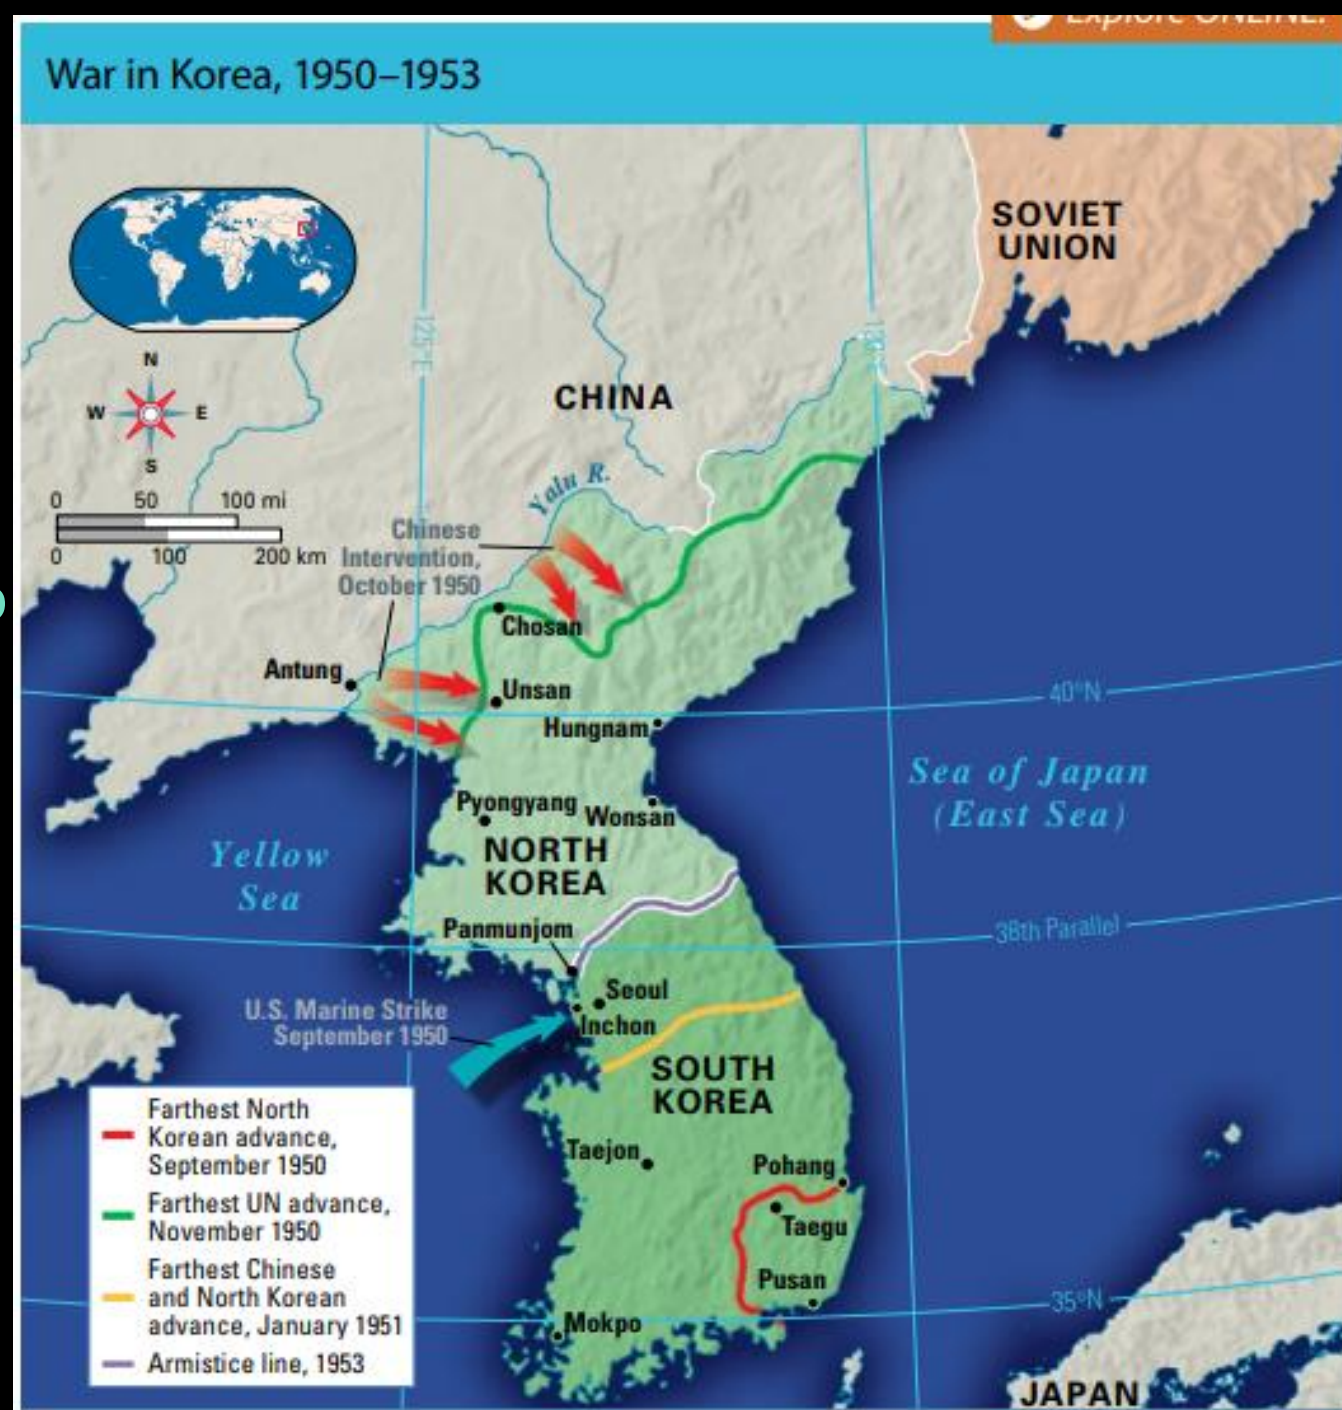 Explore ONLINE!
War in Korea, 1950–1953
SOVIET
UNION
125°E
CHINA
N
W
E
S
Yalu R.
0 50 100 mi
0 100 200 km
Chinese
Intervention,
October 1950
Chosan
Antung
Unsan
40°N
Hungnam
Sea of Japan
(East Sea)
Pyongyang
Wonsan
NORTH
KOREA
Yellow
Sea
Panmunjom
38th Parallel
Seoul
U.S. Marine Strike
September 1950
Inchon
SOUTH
KOREA
Taejon
Pohang
Taegu
Pusan
35°N
Mokpo
JAPAN
Farthest North
Korean advance,
September 1950
Farthest UN advance,
November 1950
Farthest Chinese
and North Korean
advance, January 1951
Armistice line, 1953